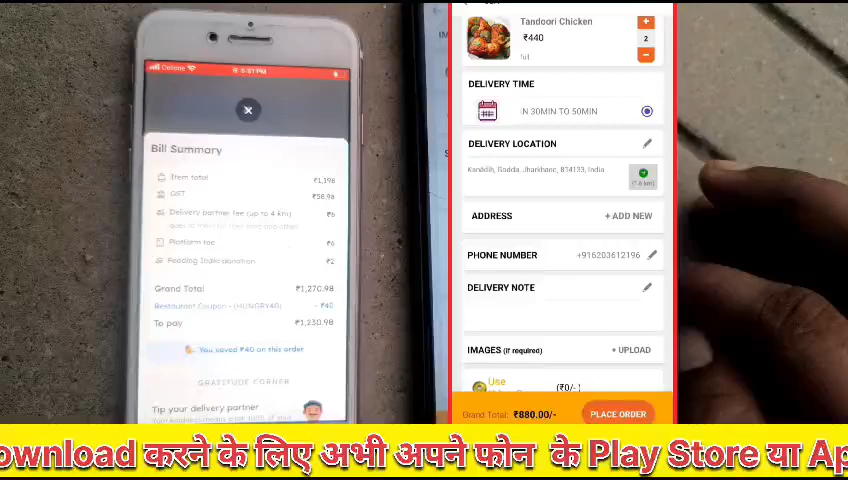 Bill Summary
Item total ₹1,198
GST ₹58.98
Delivery partner fee (up to 4 km) ₹6
Platform fee ₹6
Feeding India donation ₹2
Grand Total ₹1,270.98
Restaurant Coupon - (HUNGRY40) - ₹40
To pay ₹1,230.98
You saved ₹40 on this order
GRATITUDE CORNER
Tip your delivery partner
Tandoori Chicken
₹440
full
2
DELIVERY TIME
IN 30MIN TO 50MIN
DELIVERY LOCATION
Godda, Jharkhand, 814133, India
ADDRESS + ADD NEW
PHONE NUMBER +916203612196
DELIVERY NOTE
IMAGES (if required) + UPLOAD
Use (₹0/-)
Grand Total: ₹880.00/- PLACE ORDER
ownload करने के लिए अभी अपने फोन के Play Store या Ap